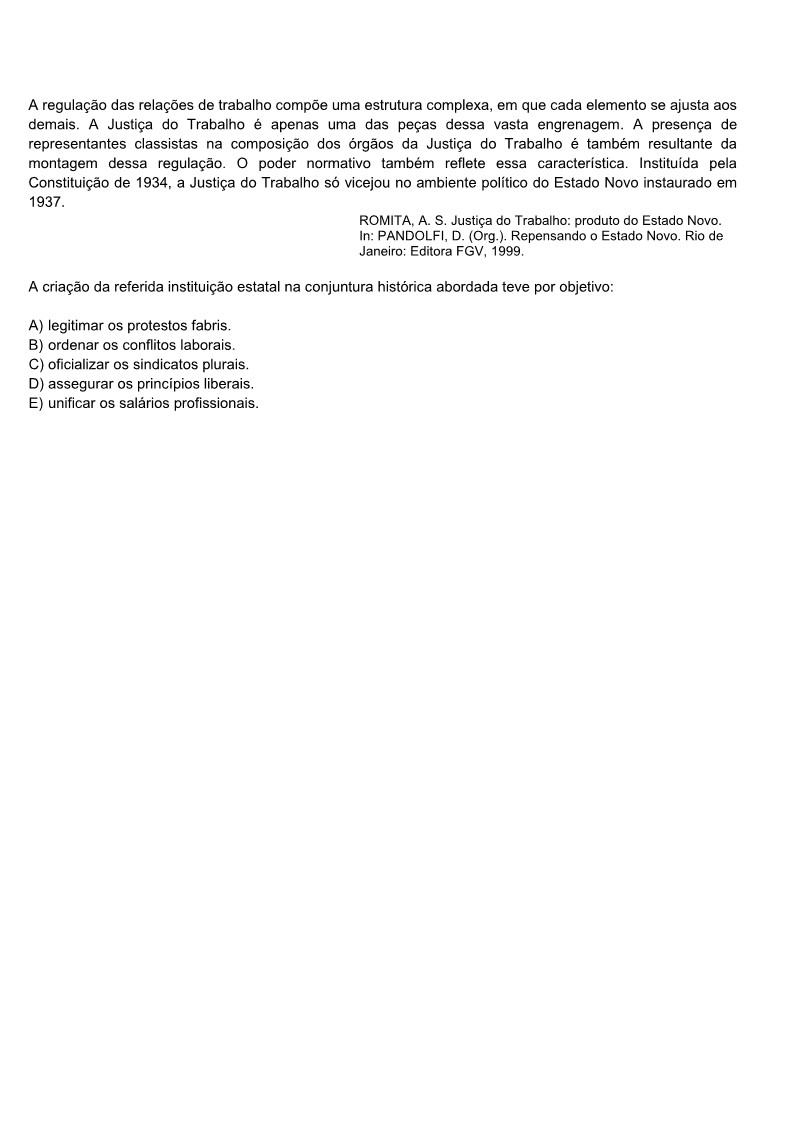 A regulação das relações de trabalho compõe uma estrutura complexa, em que cada elemento se ajusta aos
demais. A Justiça do Trabalho é apenas uma das peças dessa vasta engrenagem. A presença de
representantes classistas na composição dos órgãos da Justiça do Trabalho é também resultante da
montagem dessa regulação. O poder normativo também reflete essa característica. Instituída pela
Constituição de 1934, a Justiça do Trabalho só vicejou no ambiente político do Estado Novo instaurado em
1937.
ROMITA, A. S. Justiça do Trabalho: produto do Estado Novo.
In: PANDOLFI, D. (Org.). Repensando o Estado Novo. Rio de
Janeiro: Editora FGV, 1999.
A criação da referida instituição estatal na conjuntura histórica abordada teve por objetivo:
A) legitimar os protestos fabris.
B) ordenar os conflitos laborais.
C) oficializar os sindicatos plurais.
D) assegurar os princípios liberais.
E) unificar os salários profissionais.